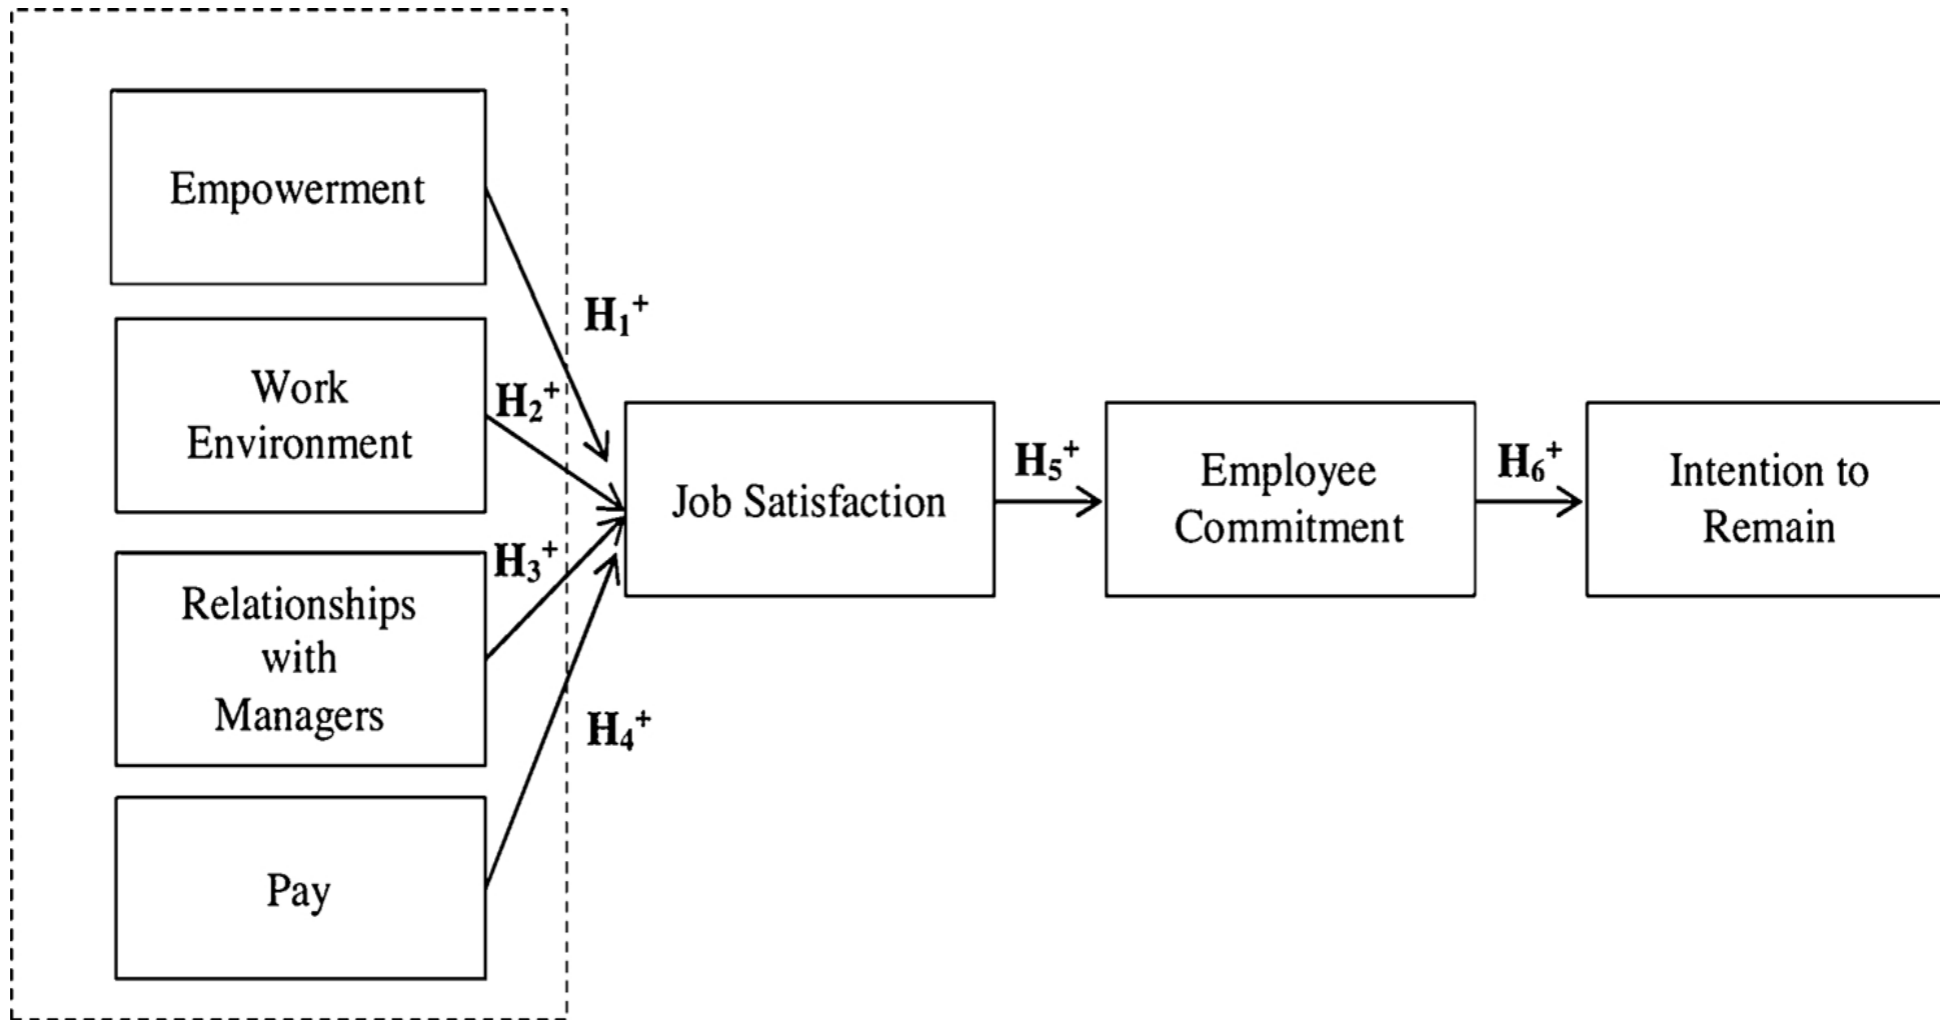 Empowerment
H₁⁺
Work
Environment
H₂⁺
Relationships
with
Managers
H₃⁺
Pay
H₄⁺
Job Satisfaction
H₅⁺
Employee
Commitment
H₆⁺
Intention to
Remain